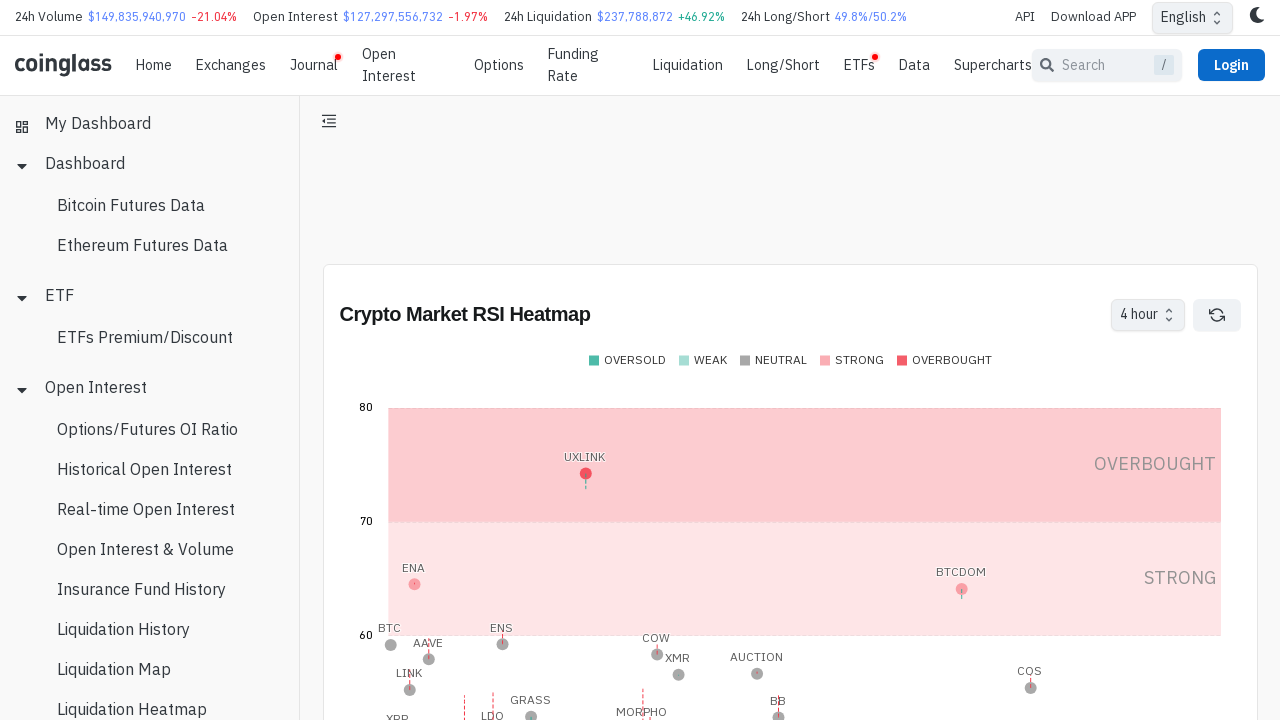 24h Volume $149,835,940,970 -21.04% Open Interest $127,297,556,732 -1.97% 24h Liquidation $237,788,872 +46.92% 24h Long/Short 49.8%/50.2% API Download APP English
coinglass Home Exchanges Journal Open Interest Options Funding Rate Liquidation Long/Short ETFs Data Supercharts Search / Login
My Dashboard
Dashboard
Bitcoin Futures Data
Ethereum Futures Data
ETF
ETFs Premium/Discount
Open Interest
Options/Futures OI Ratio
Historical Open Interest
Real-time Open Interest
Open Interest & Volume
Insurance Fund History
Liquidation History
Liquidation Map
Liquidation Heatmap
Crypto Market RSI Heatmap 4 hour
OVERSOLD WEAK NEUTRAL STRONG OVERBOUGHT
80
UXLINK
OVERBOUGHT
70
ENA
BTCDOM
STRONG
60
BTC
ENS
AAVE
COW
XMR
AUCTION
LINK
COS
GRASS
BB
MORPHO
LDO
XRP